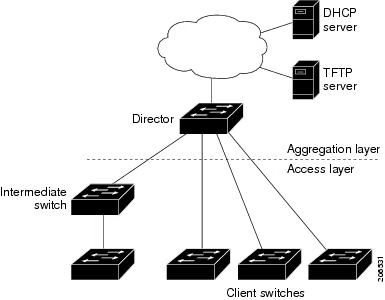 DHCP
server
TFTP
server
Director
Aggregation layer
Access layer
Intermediate
switch
Client switches
206531